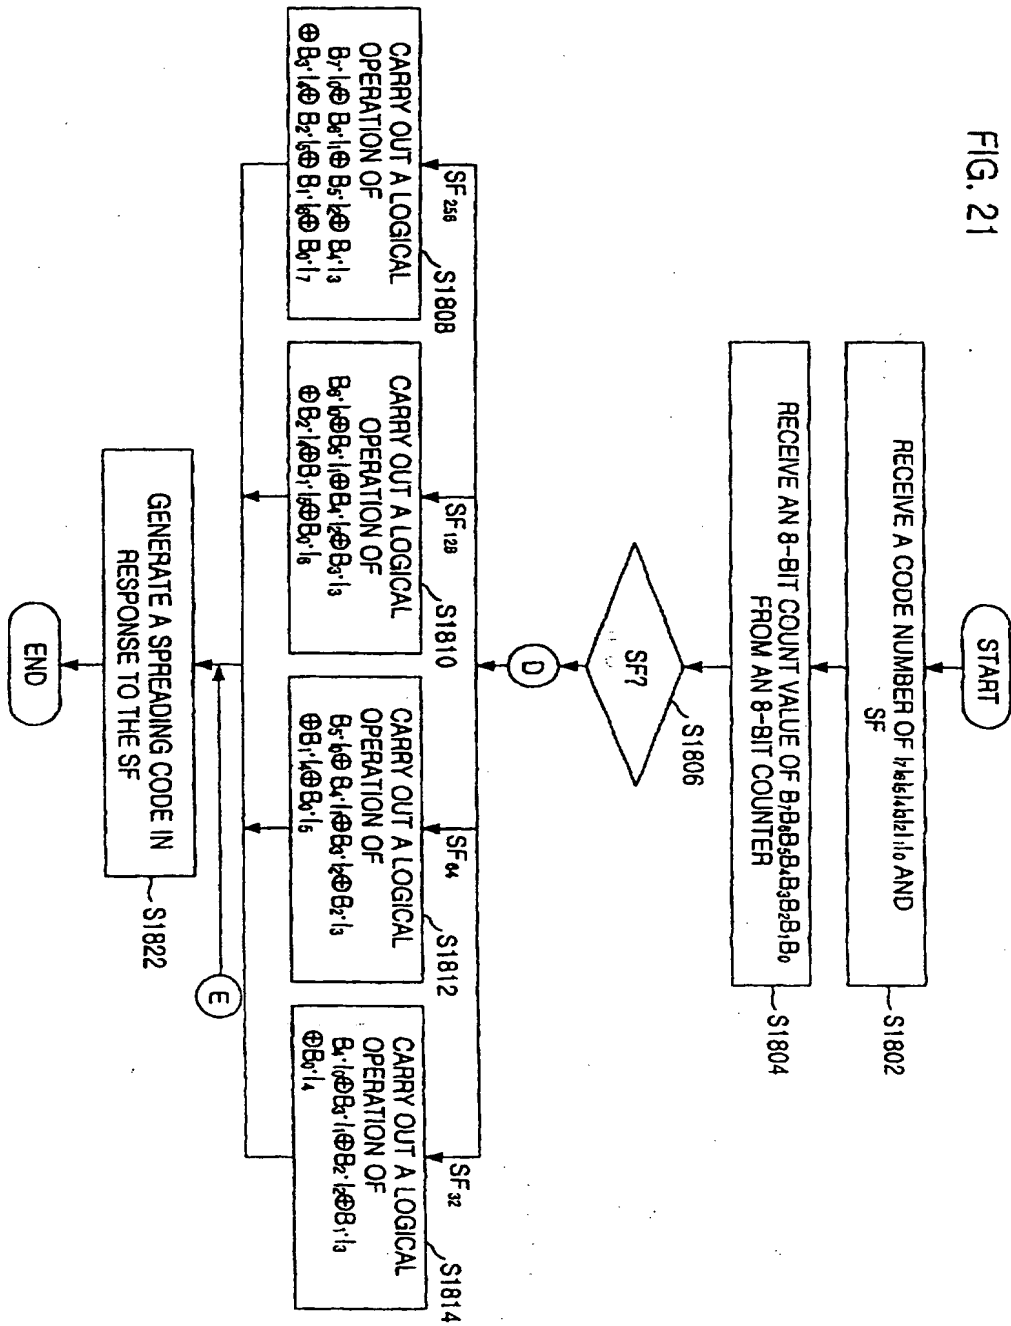 FIG. 21
START
RECEIVE A CODE NUMBER OF I₇I₆I₅I₄I₃I₂I₁I₀ AND
SF
S1802
RECEIVE AN 8-BIT COUNT VALUE OF B₇B₆B₅B₄B₃B₂B₁B₀
FROM AN 8-BIT COUNTER
S1804
SF?
S1806
D
SF₂₅₆
S1808
CARRY OUT A LOGICAL
OPERATION OF
B₇·I₀⊕B₆·I₁⊕B₅·I₂⊕B₄·I₃
⊕B₃·I₄⊕B₂·I₅⊕B₁·I₆⊕B₀·I₇
SF₁₂₈
S1810
CARRY OUT A LOGICAL
OPERATION OF
B₆·I₀⊕B₅·I₁⊕B₄·I₂⊕B₃·I₃
⊕B₂·I₄⊕B₁·I₅⊕B₀·I₆
SF₆₄
S1812
CARRY OUT A LOGICAL
OPERATION OF
B₅·I₀⊕B₄·I₁⊕B₃·I₂⊕B₂·I₃
⊕B₁·I₄⊕B₀·I₅
SF₃₂
S1814
CARRY OUT A LOGICAL
OPERATION OF
B₄·I₀⊕B₃·I₁⊕B₂·I₂⊕B₁·I₃
⊕B₀·I₄
E
GENERATE A SPREADING CODE IN
RESPONSE TO THE SF
S1822
END